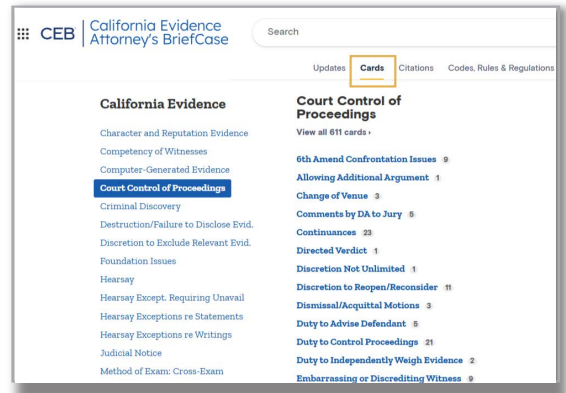 CEB California Evidence
Attorney's BriefCase
Search
Updates Cards Citations Codes, Rules & Regulations
California Evidence
Character and Reputation Evidence
Competency of Witnesses
Computer-Generated Evidence
Court Control of Proceedings
Criminal Discovery
Destruction/Failure to Disclose Evid.
Discretion to Exclude Relevant Evid.
Foundation Issues
Hearsay
Hearsay Except. Requiring Unavail
Hearsay Exceptions re Statements
Hearsay Exceptions re Writings
Judicial Notice
Method of Exam: Cross-Exam
Court Control of
Proceedings
View all 611 cards ›
6th Amend Confrontation Issues 9
Allowing Additional Argument 1
Change of Venue 3
Comments by DA to Jury 5
Continuances 23
Directed Verdict 1
Discretion Not Unlimited 1
Discretion to Reopen/Reconsider 11
Dismissal/Acquittal Motions 3
Duty to Advise Defendant 5
Duty to Control Proceedings 21
Duty to Independently Weigh Evidence 2
Embarrassing or Discrediting Witness 9